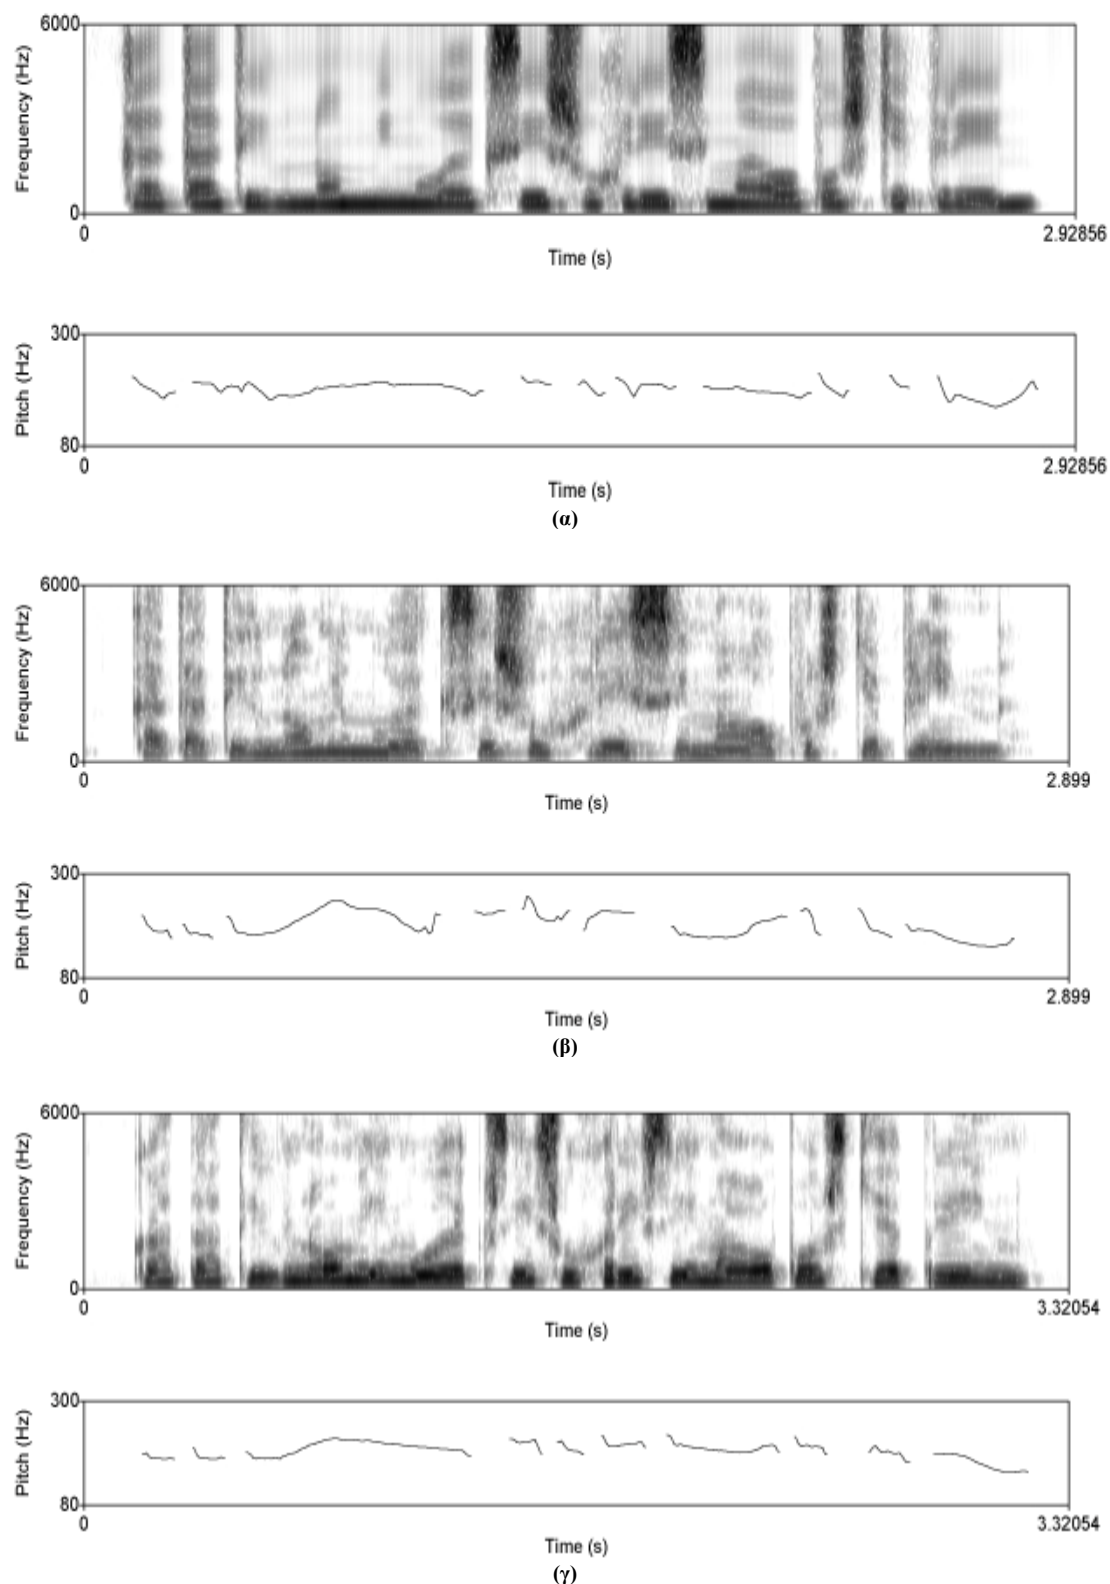 6000
Frequency (Hz)
0
0 2.92856
Time (s)
300
Pitch (Hz)
80
0 2.92856
Time (s)
(α)
6000
Frequency (Hz)
0
0 2.899
Time (s)
300
Pitch (Hz)
80
0 2.899
Time (s)
(β)
6000
Frequency (Hz)
0
0 3.32054
Time (s)
300
Pitch (Hz)
80
0 3.32054
Time (s)
(γ)